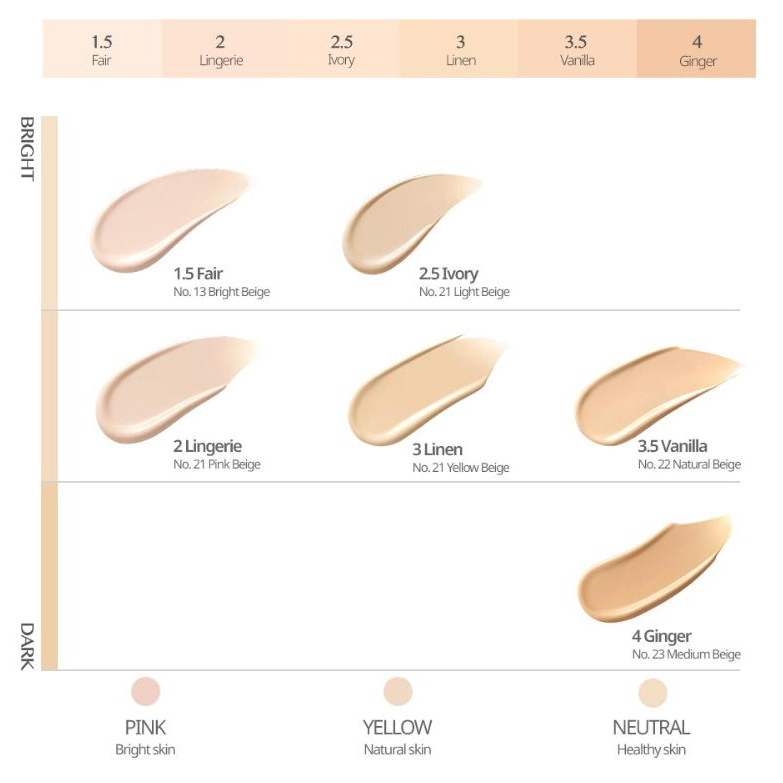 1.5
Fair
2
Lingerie
2.5
Ivory
3
Linen
3.5
Vanilla
4
Ginger
BRIGHT
1.5 Fair
No. 13 Bright Beige
2.5 Ivory
No. 21 Light Beige
2 Lingerie
No. 21 Pink Beige
3 Linen
No. 21 Yellow Beige
3.5 Vanilla
No. 22 Natural Beige
4 Ginger
No. 23 Medium Beige
DARK
PINK
Bright skin
YELLOW
Natural skin
NEUTRAL
Healthy skin